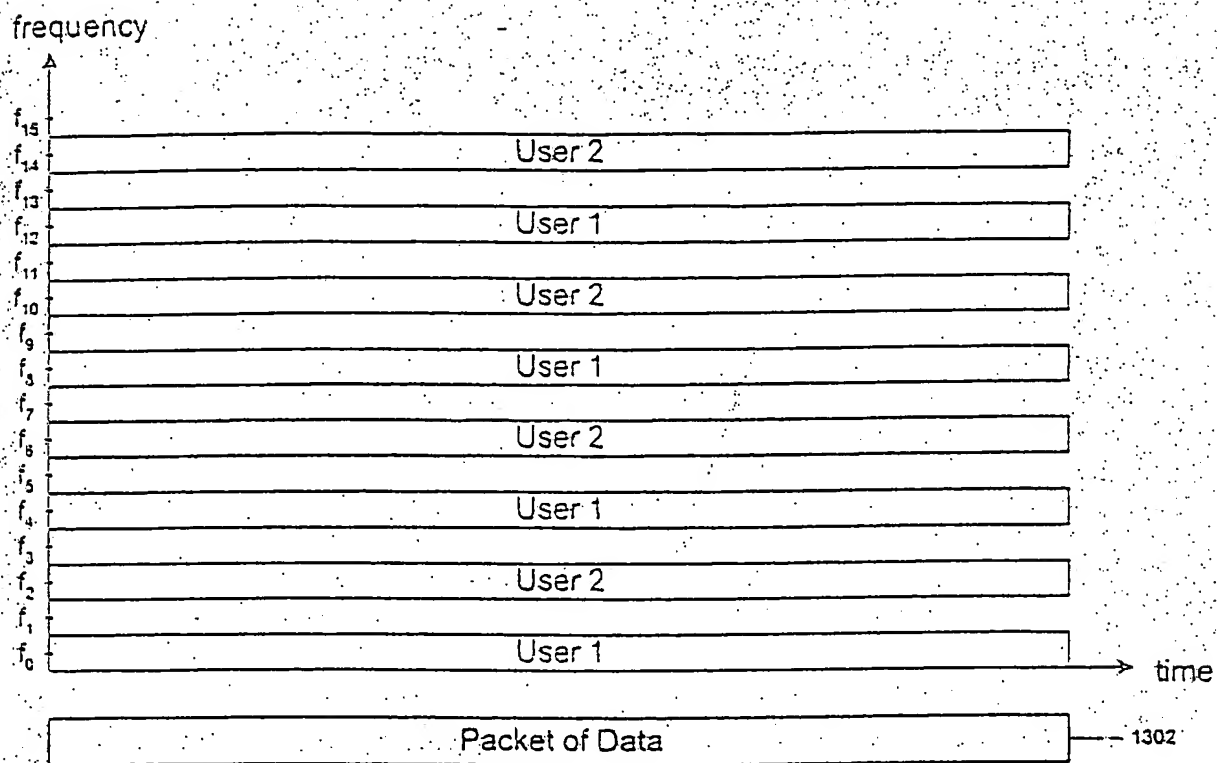 frequency
f15
User 2
f14
f13
User 1
f12
f11
User 2
f10
f9
User 1
f8
f7
User 2
f6
f5
User 1
f4
f3
User 2
f2
f1
User 1
f0
time
Packet of Data
1302